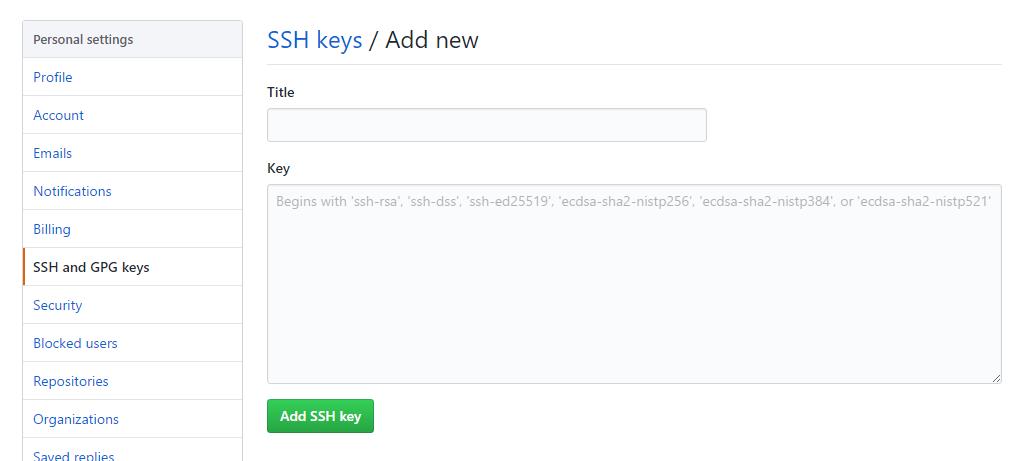 Personal settings
Profile
Account
Emails
Notifications
Billing
SSH and GPG keys
Security
Blocked users
Repositories
Organizations
Saved replies
SSH keys / Add new
Title
Key
Begins with 'ssh-rsa', 'ssh-dss', 'ssh-ed25519', 'ecdsa-sha2-nistp256', 'ecdsa-sha2-nistp384', or 'ecdsa-sha2-nistp521'
Add SSH key